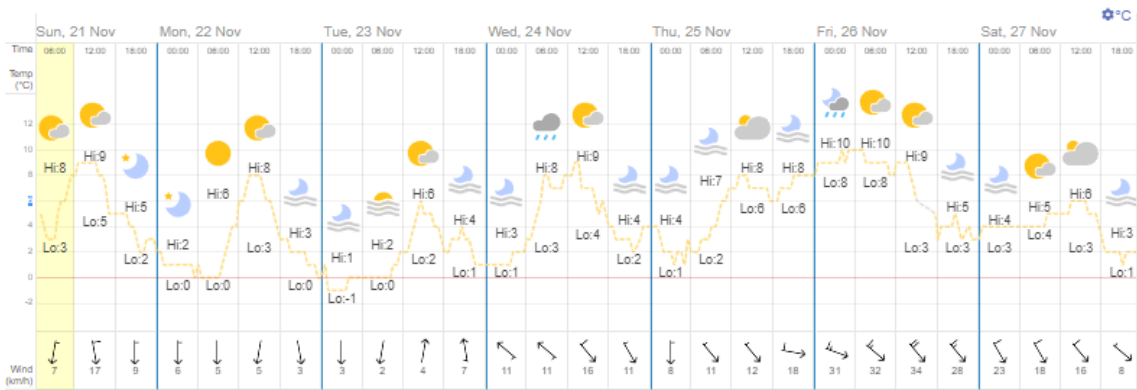 °C
Sun, 21 Nov Mon, 22 Nov Tue, 23 Nov Wed, 24 Nov Thu, 25 Nov Fri, 26 Nov Sat, 27 Nov
Time 06:00 12:00 18:00 00:00 06:00 12:00 18:00 00:00 06:00 12:00 18:00 00:00 06:00 12:00 18:00 00:00 06:00 12:00 18:00 00:00 06:00 12:00 18:00 00:00 06:00 12:00 18:00
Temp
(°C)
12
10
8
4
2
0
-2
Hi:8 Hi:9 Hi:5 Hi:2 Hi:6 Hi:8 Hi:3 Hi:1 Hi:2 Hi:6 Hi:4 Hi:3 Hi:8 Hi:9 Hi:4 Hi:4 Hi:7 Hi:8 Hi:8 Hi:10 Hi:10 Hi:9 Hi:5 Hi:4 Hi:5 Hi:6 Hi:3
Lo:3 Lo:5 Lo:2 Lo:0 Lo:0 Lo:3 Lo:0 Lo:-1 Lo:0 Lo:2 Lo:1 Lo:1 Lo:3 Lo:4 Lo:2 Lo:1 Lo:2 Lo:6 Lo:6 Lo:8 Lo:8 Lo:3 Lo:3 Lo:3 Lo:4 Lo:3 Lo:1
Wind
(km/h)
7 17 9 6 5 5 3 3 2 4 7 11 11 16 11 8 11 12 18 31 32 34 28 23 18 16 8